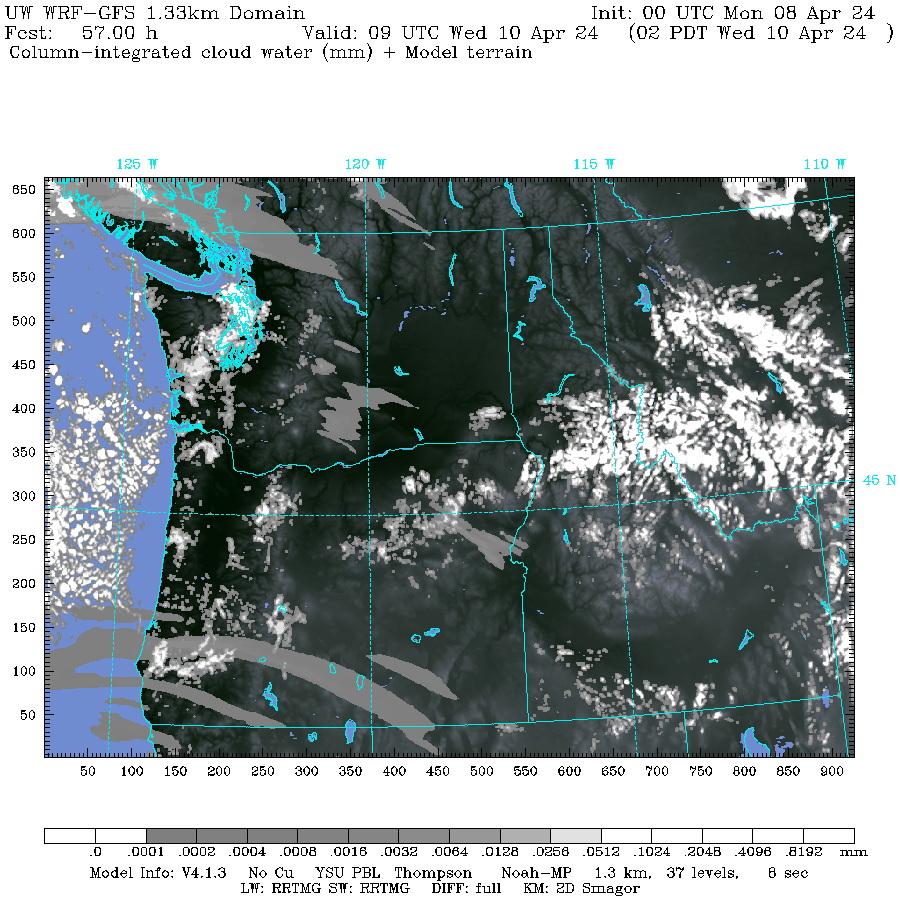 UW WRF-GFS 1.33km Domain Init: 00 UTC Mon 08 Apr 24
Fcst: 57.00 h Valid: 09 UTC Wed 10 Apr 24 (02 PDT Wed 10 Apr 24 )
Column-integrated cloud water (mm) + Model terrain
125 W 120 W 115 W 110 W
650
600
550
500
450
400
350
45 N
300
250
200
150
100
50
50 100 150 200 250 300 350 400 450 500 550 600 650 700 750 800 850 900
.0 .0001 .0002 .0004 .0008 .0016 .0032 .0064 .0128 .0256 .0512 .1024 .2048 .4096 .8192 mm
Model Info: V4.1.3 No Cu YSU PBL Thompson Noah-MP 1.3 km, 37 levels, 8 sec
LW: RRTMG SW: RRTMG DIFF: full KM: 2D Smagor